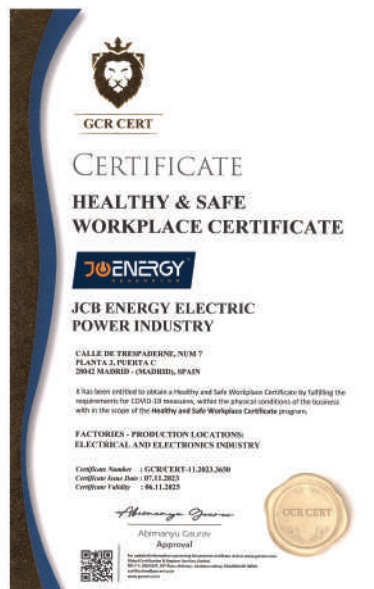 GCR CERT
CERTIFICATE
HEALTHY & SAFE
WORKPLACE CERTIFICATE
JCBENERGY
GENERATOR
JCB ENERGY ELECTRIC
POWER INDUSTRY
CALLE DE TRESPADERNE, NUM 7
PLANTA 2, PUERTA C
28042 MADRID - (MADRID), SPAIN
It has been entitled to obtain a Healthy and Safe Workplace Certificate by fulfilling the
requirements for COVID-19 measures, within the physical conditions of the business
with in the scope of the Healthy and Safe Workplace Certificate program.
FACTORIES - PRODUCTION LOCATIONS:
ELECTRICAL AND ELECTRONICS INDUSTRY
Certificate Number : GCR/CERT-11.2023.3650
Certificate Issue Date : 07.11.2023
Certificate Validity : 06.11.2025
Abimanyu Gaurav
Abimanyu Gaurav
Approval
GCR CERT